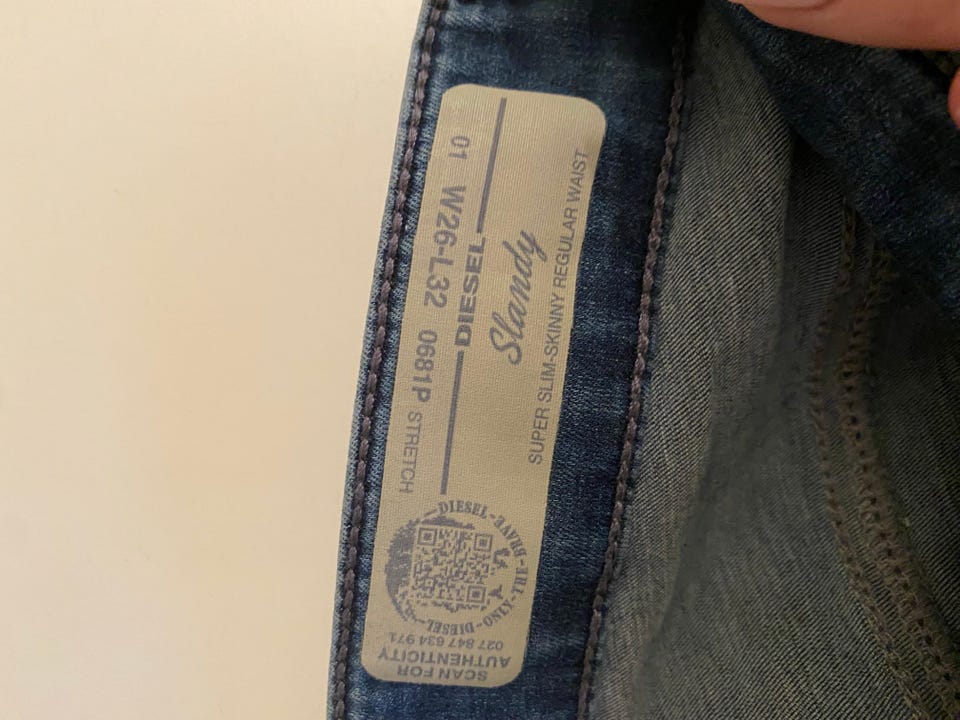 01 W26-L32 0681P STRETCH
DIESEL
Slandy
SUPER SLIM-SKINNY REGULAR WAIST
DIESEL-ONLY-THE-BRAVE-DIESEL
027 847 634 971
SCAN FOR
AUTHENTICITY